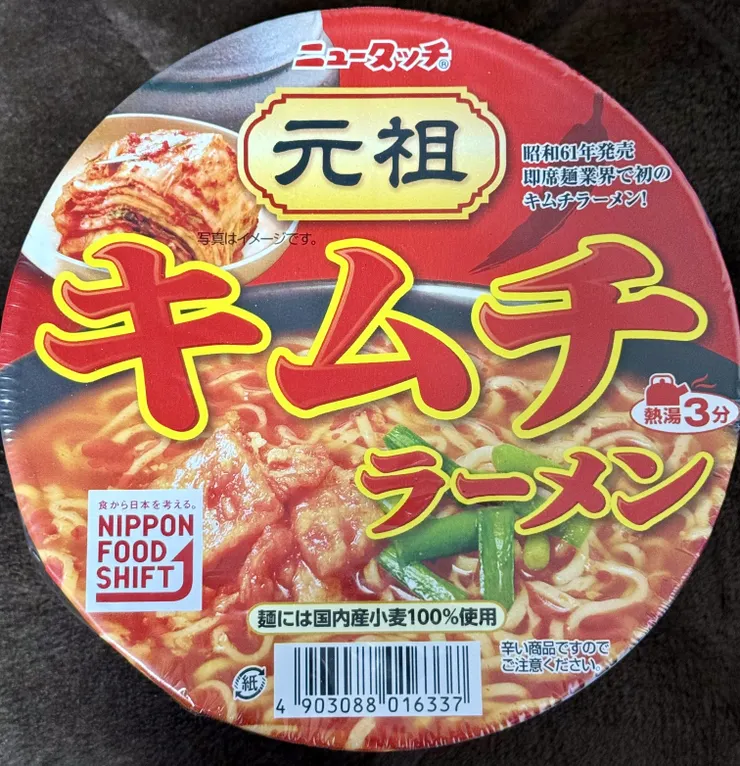 ニュータッチ®
元祖
昭和61年発売
即席麺業界で初の
キムチラーメン!
写真はイメージです。
キムチ
熱湯3分
ラーメン
食から日本を考える。
NIPPON
FOOD
SHIFT
麺には国内産小麦100%使用
辛い商品ですので
ご注意ください。
紙
4 903088 016337